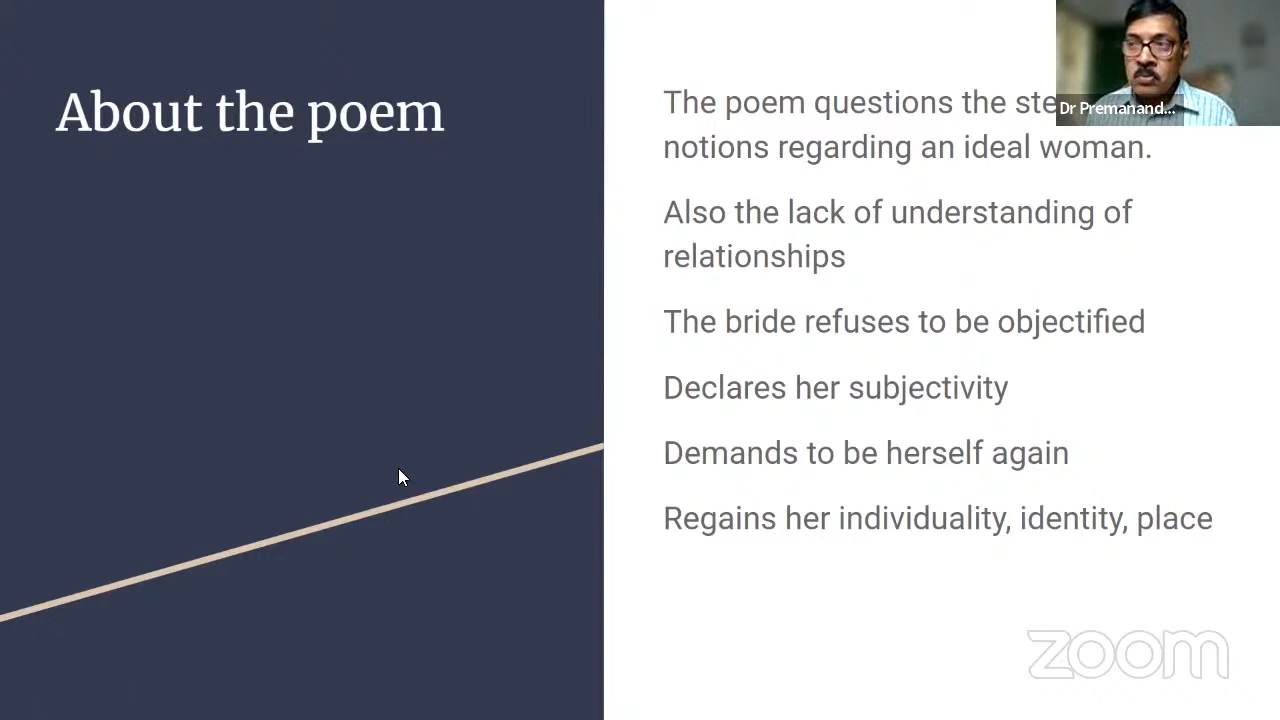 About the poem
The poem questions the
notions regarding an ideal woman.
Also the lack of understanding of
relationships
The bride refuses to be objectified
Declares her subjectivity
Demands to be herself again
Regains her individuality, identity, place
Dr Premanand...
zoom